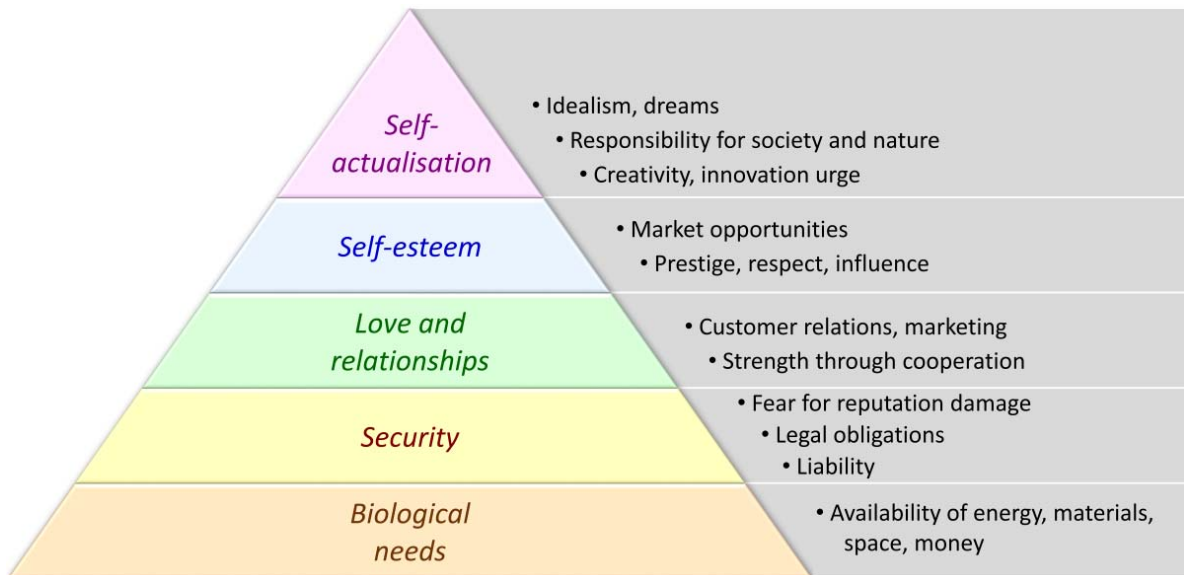 Self-
actualisation
• Idealism, dreams
• Responsibility for society and nature
• Creativity, innovation urge
Self-esteem
• Market opportunities
• Prestige, respect, influence
Love and
relationships
• Customer relations, marketing
• Strength through cooperation
Security
• Fear for reputation damage
• Legal obligations
• Liability
Biological
needs
• Availability of energy, materials,
space, money